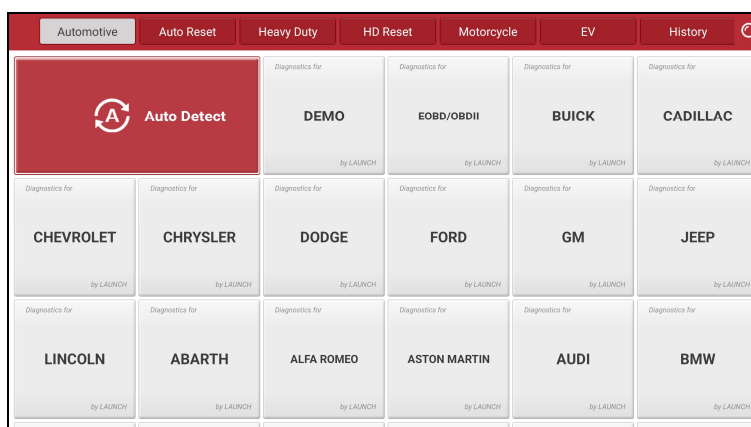 Automotive
Auto Reset
Heavy Duty
HD Reset
Motorcycle
EV
History
A Auto Detect
Diagnostics for
DEMO
by LAUNCH
Diagnostics for
EOBD/OBDII
by LAUNCH
Diagnostics for
BUICK
by LAUNCH
Diagnostics for
CADILLAC
by LAUNCH
Diagnostics for
CHEVROLET
by LAUNCH
Diagnostics for
CHRYSLER
by LAUNCH
Diagnostics for
DODGE
by LAUNCH
Diagnostics for
FORD
by LAUNCH
Diagnostics for
GM
by LAUNCH
Diagnostics for
JEEP
by LAUNCH
Diagnostics for
LINCOLN
by LAUNCH
Diagnostics for
ABARTH
by LAUNCH
Diagnostics for
ALFA ROMEO
by LAUNCH
Diagnostics for
ASTON MARTIN
by LAUNCH
Diagnostics for
AUDI
by LAUNCH
Diagnostics for
BMW
by LAUNCH